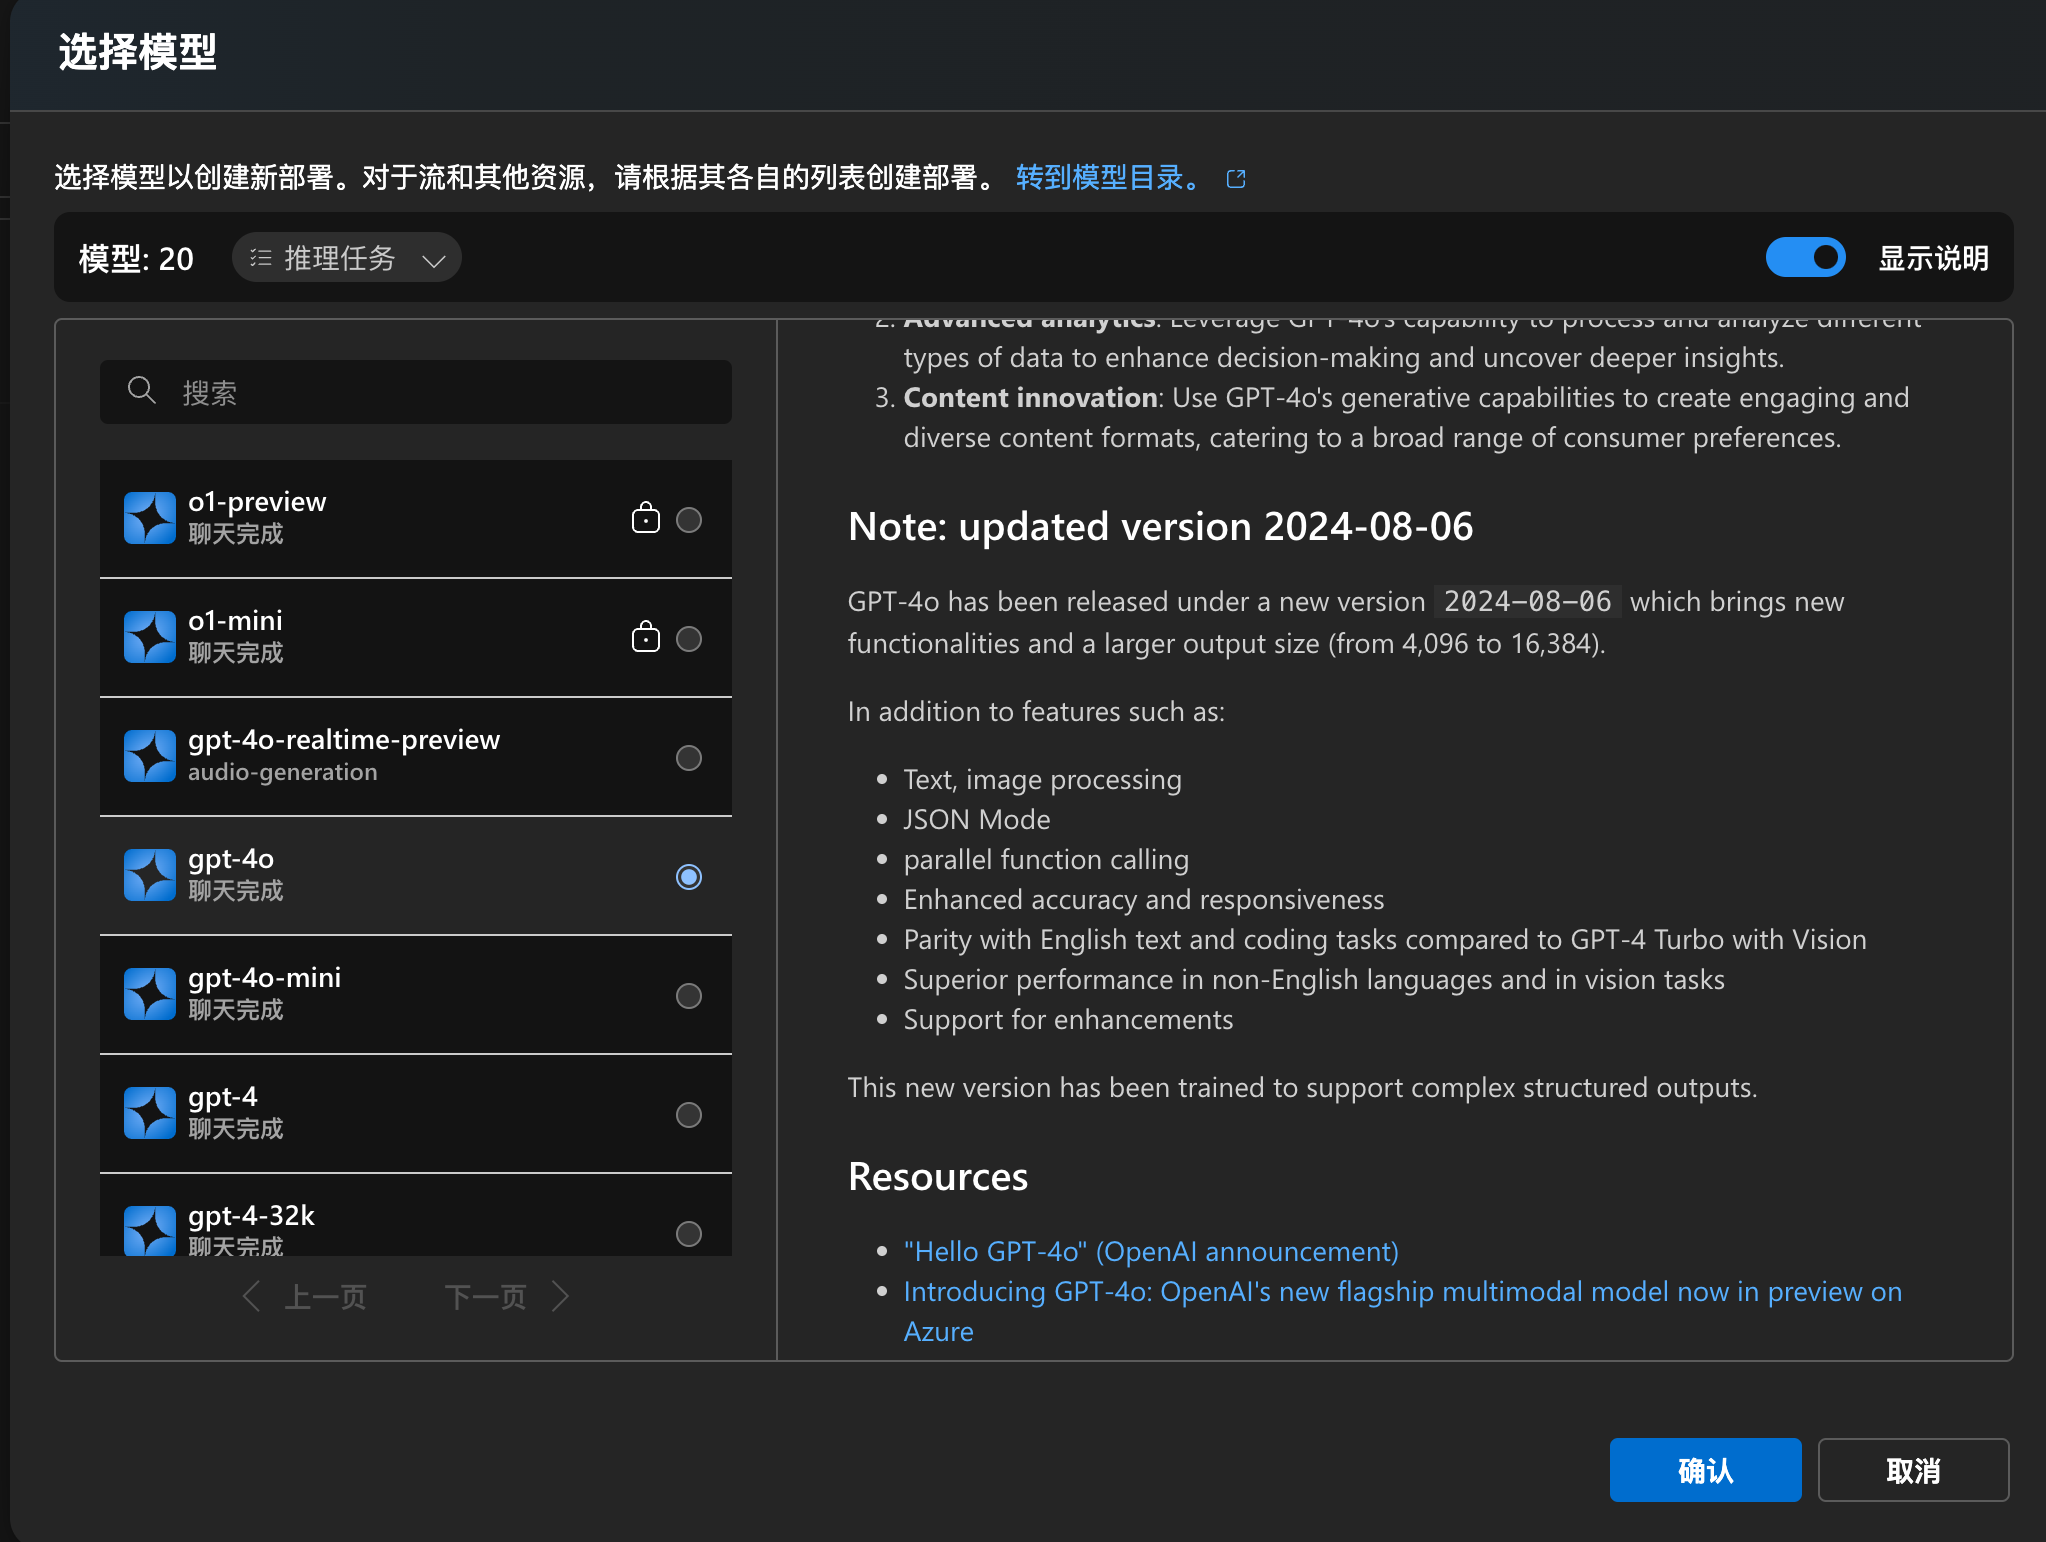 选择模型
选择模型以创建新部署。对于流和其他资源，请根据其各自的列表创建部署。 转到模型目录。
模型: 20 推理任务 显示说明
搜索
o1-preview
聊天完成
o1-mini
聊天完成
gpt-4o-realtime-preview
audio-generation
gpt-4o
聊天完成
gpt-4o-mini
聊天完成
gpt-4
聊天完成
gpt-4-32k
聊天完成
上一页 下一页
2. Advanced analytics: Leverage GPT-4o's capability to process and analyze different
types of data to enhance decision-making and uncover deeper insights.
3. Content innovation: Use GPT-4o's generative capabilities to create engaging and
diverse content formats, catering to a broad range of consumer preferences.
Note: updated version 2024-08-06
GPT-4o has been released under a new version 2024-08-06 which brings new
functionalities and a larger output size (from 4,096 to 16,384).
In addition to features such as:
• Text, image processing
• JSON Mode
• parallel function calling
• Enhanced accuracy and responsiveness
• Parity with English text and coding tasks compared to GPT-4 Turbo with Vision
• Superior performance in non-English languages and in vision tasks
• Support for enhancements
This new version has been trained to support complex structured outputs.
Resources
• "Hello GPT-4o" (OpenAI announcement)
• Introducing GPT-4o: OpenAI's new flagship multimodal model now in preview on
Azure
确认 取消